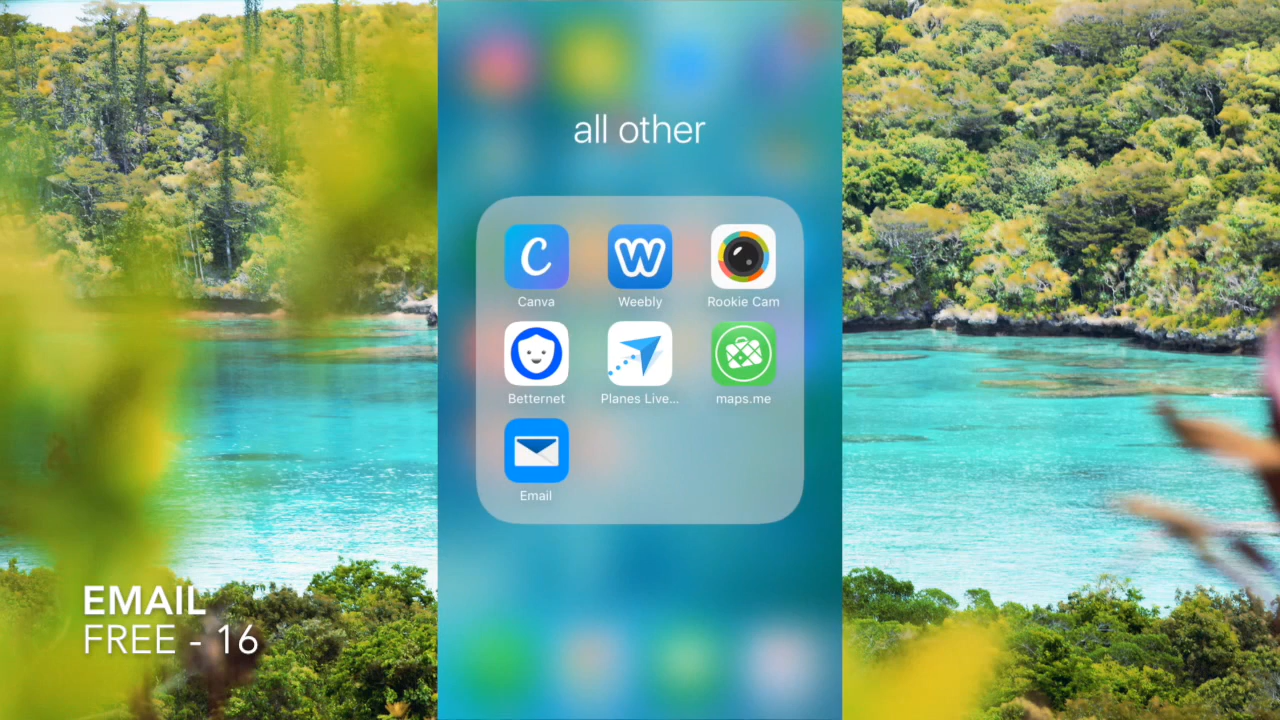 all other
C
Canva
W
Weebly
Rookie Cam
Betternet
Planes Live...
maps.me
Email
EMAIL
FREE - 16